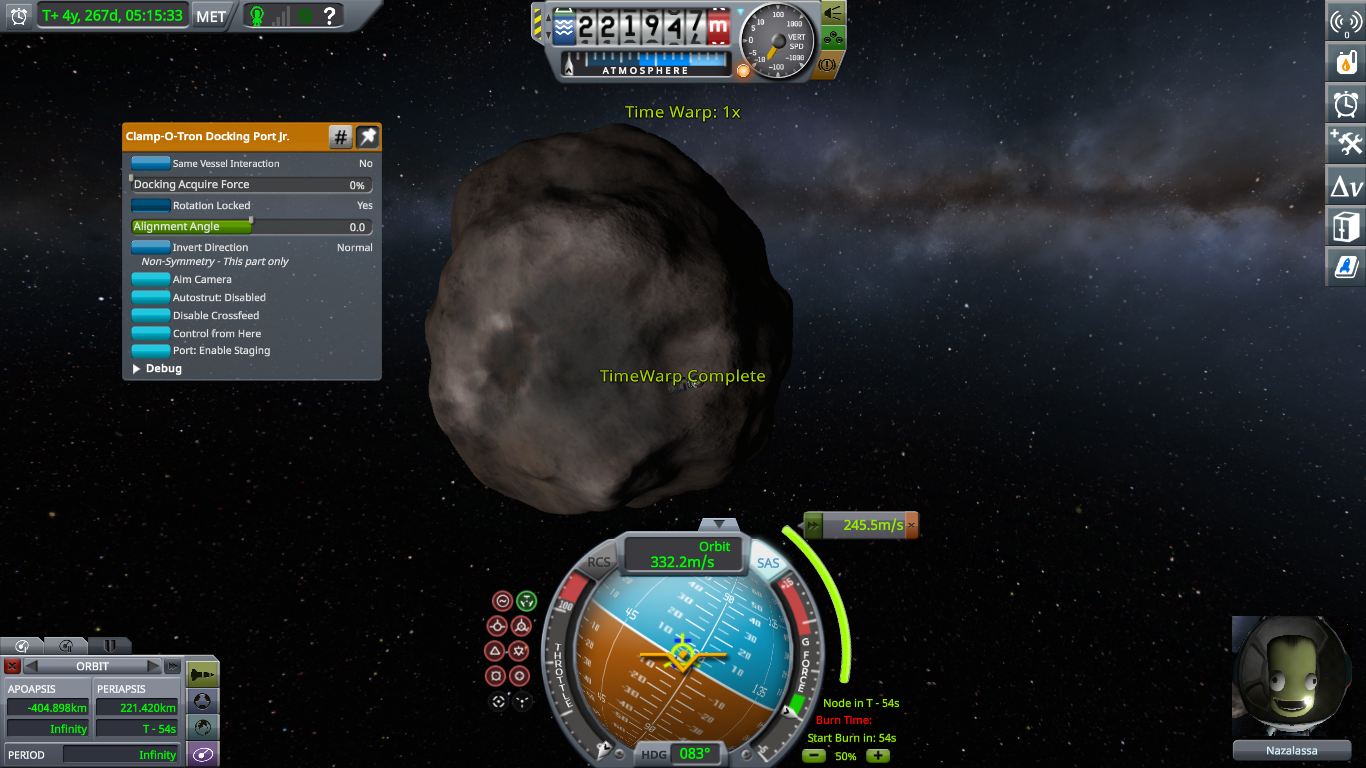 T+ 4y, 267d, 05:15:33
MET
?
221947 m
ATMOSPHERE
VERT
SPD
Time Warp: 1x
Clamp-O-Tron Docking Port Jr.
#
Same Vessel Interaction No
Docking Acquire Force 0%
Rotation Locked Yes
Alignment Angle 0.0
Invert Direction Normal
Non-Symmetry - This part only
Aim Camera
Autostrut: Disabled
Disable Crossfeed
Control from Here
Port: Enable Staging
Debug
Δv
TimeWarp Complete
245.5m/s
Orbit
332.2m/s
RCS
SAS
THROTTLE
G FORCE
HDG 083°
Node in T - 54s
Burn Time:
Start Burn in: 54s
50%
ORBIT
APOAPSIS PERIAPSIS
-404.898km 221.420km
Infinity T - 54s
PERIOD Infinity
Nazalassa